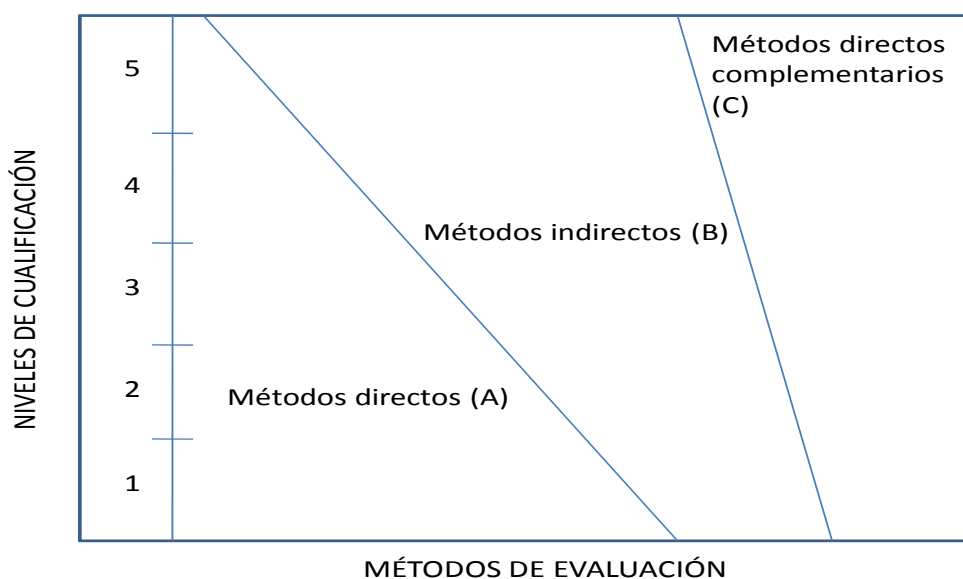 NIVELES DE CUALIFICACIÓN
5
4
3
2
1
Métodos directos
complementarios
(C)
Métodos indirectos (B)
Métodos directos (A)
MÉTODOS DE EVALUACIÓN